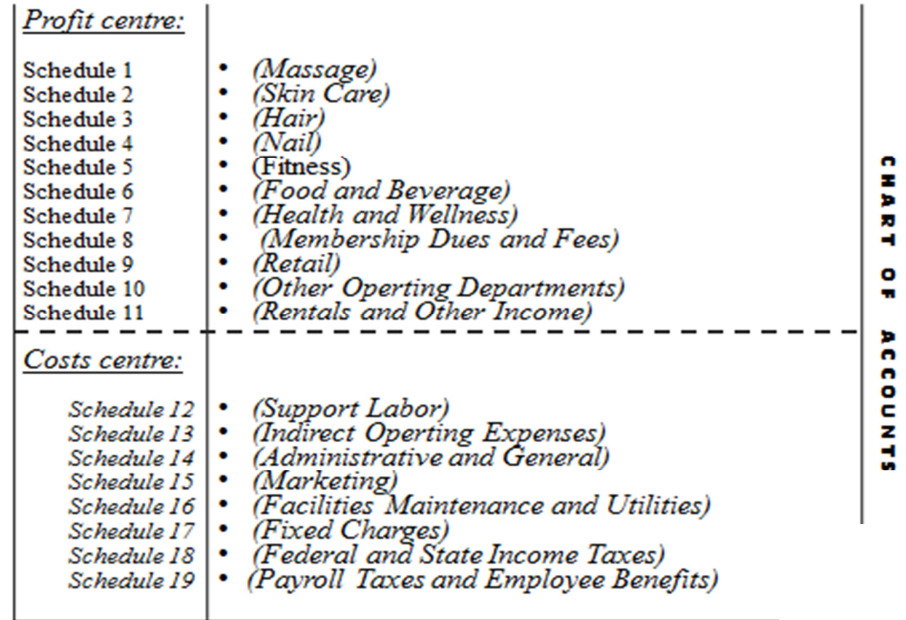 Profit centre:
Schedule 1 • (Massage)
Schedule 2 • (Skin Care)
Schedule 3 • (Hair)
Schedule 4 • (Nail)
Schedule 5 • (Fitness)
Schedule 6 • (Food and Beverage)
Schedule 7 • (Health and Wellness)
Schedule 8 • (Membership Dues and Fees)
Schedule 9 • (Retail)
Schedule 10 • (Other Operting Departments)
Schedule 11 • (Rentals and Other Income)
Costs centre:
Schedule 12 • (Support Labor)
Schedule 13 • (Indirect Operting Expenses)
Schedule 14 • (Administrative and General)
Schedule 15 • (Marketing)
Schedule 16 • (Facilities Maintenance and Utilities)
Schedule 17 • (Fixed Charges)
Schedule 18 • (Federal and State Income Taxes)
Schedule 19 • (Payroll Taxes and Employee Benefits)
CHART OF ACCOUNTS